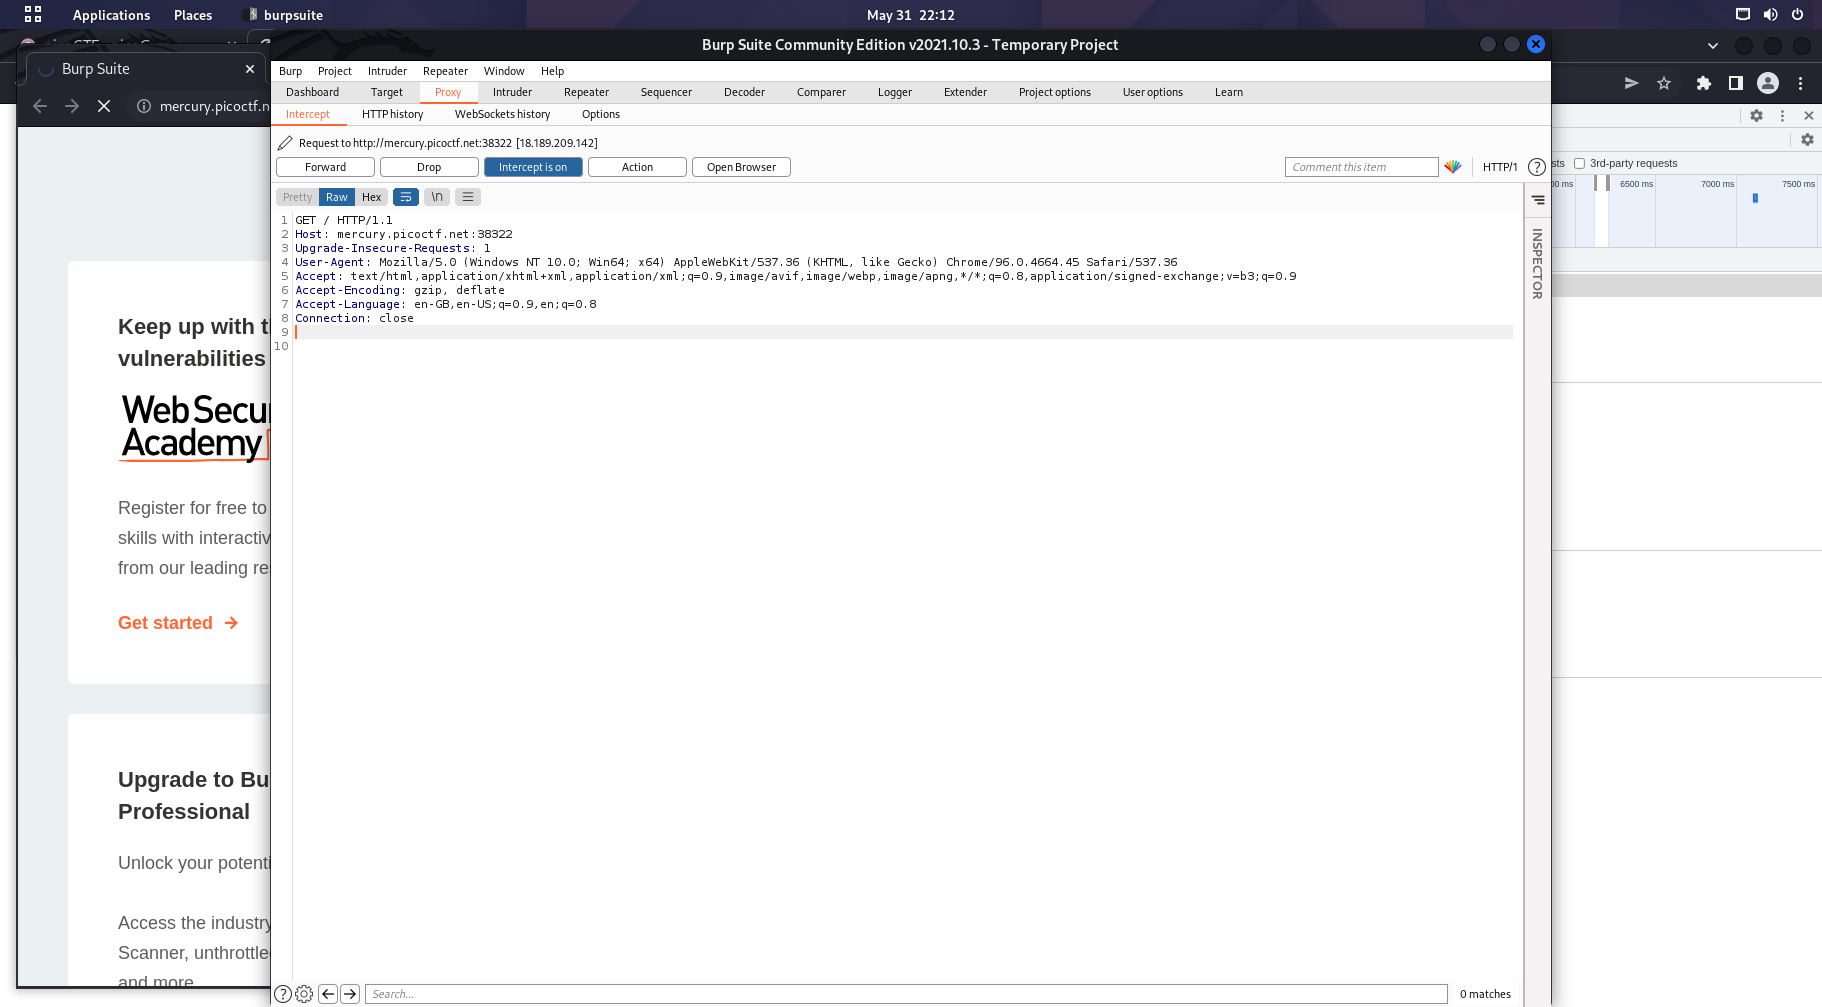 Applications Places burpsuite May 31 22:12
Burp Suite
mercury.picoctf.n
Keep up with t
vulnerabilities
Web Secu
Academy
Register for free to
skills with interactiv
from our leading re
Get started →
Upgrade to Bu
Professional
Unlock your potenti
Access the industry
Scanner, unthrottle
and more
Burp Suite Community Edition v2021.10.3 - Temporary Project
Burp Project Intruder Repeater Window Help
Dashboard Target Proxy Intruder Repeater Sequencer Decoder Comparer Logger Extender Project options User options Learn
Intercept HTTP history WebSockets history Options
Request to http://mercury.picoctf.net:38322 [18.189.209.142]
Forward Drop Intercept is on Action Open Browser Comment this item HTTP/1 ?
Pretty Raw Hex \n
1 GET / HTTP/1.1
2 Host: mercury.picoctf.net:38322
3 Upgrade-Insecure-Requests: 1
4 User-Agent: Mozilla/5.0 (Windows NT 10.0; Win64; x64) AppleWebKit/537.36 (KHTML, like Gecko) Chrome/96.0.4664.45 Safari/537.36
5 Accept: text/html,application/xhtml+xml,application/xml;q=0.9,image/avif,image/webp,image/apng,*/*;q=0.8,application/signed-exchange;v=b3;q=0.9
6 Accept-Encoding: gzip, deflate
7 Accept-Language: en-GB,en-US;q=0.9,en;q=0.8
8 Connection: close
9
10
INSPECTOR
? Search... 0 matches
sts 3rd-party requests
00 ms 6500 ms 7000 ms 7500 ms